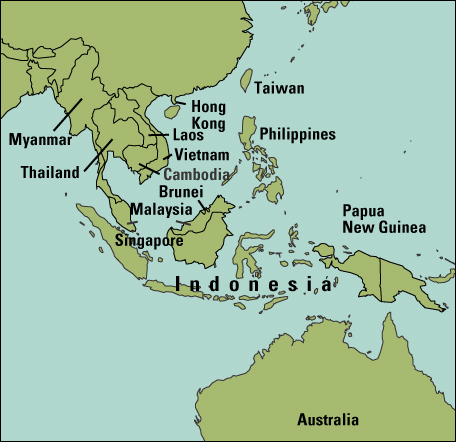 Taiwan
Hong
Kong
Philippines
Myanmar
Laos
Vietnam
Thailand
Cambodia
Brunei
Malaysia
Papua
New Guinea
Singapore
Indonesia
Australia